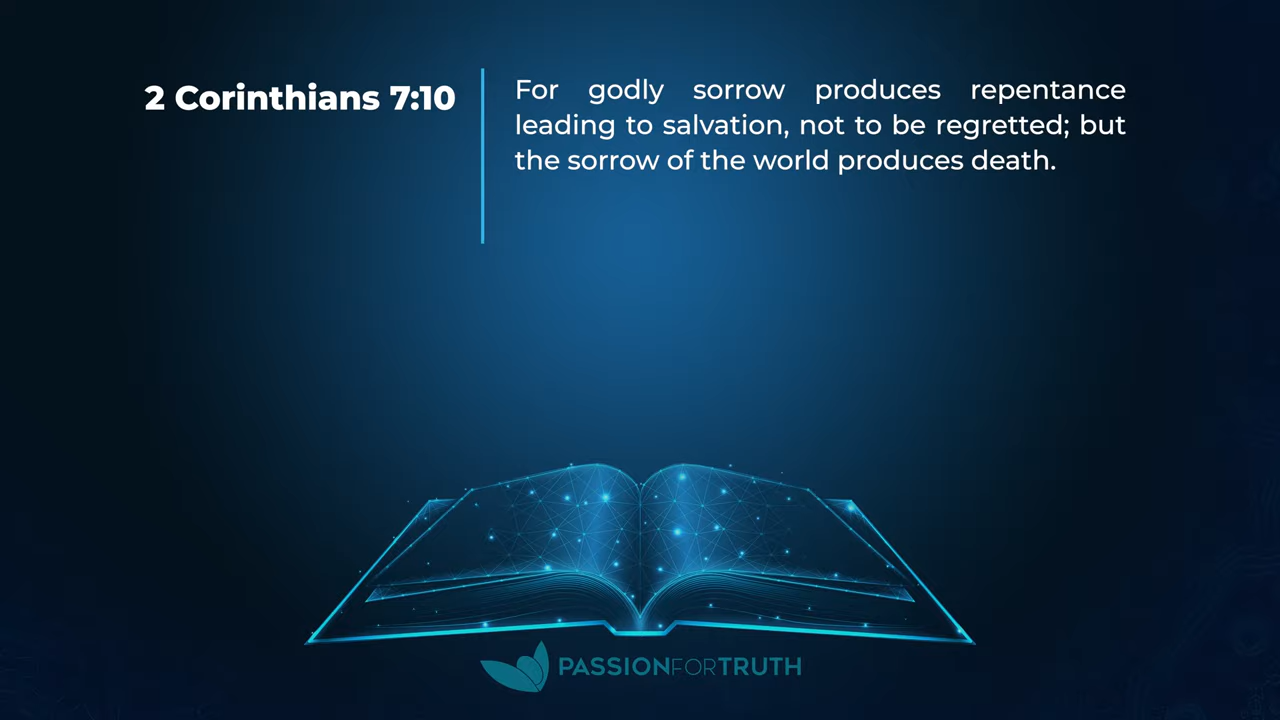 2 Corinthians 7:10
For godly sorrow produces repentance
leading to salvation, not to be regretted; but
the sorrow of the world produces death.
PASSIONFORTRUTH